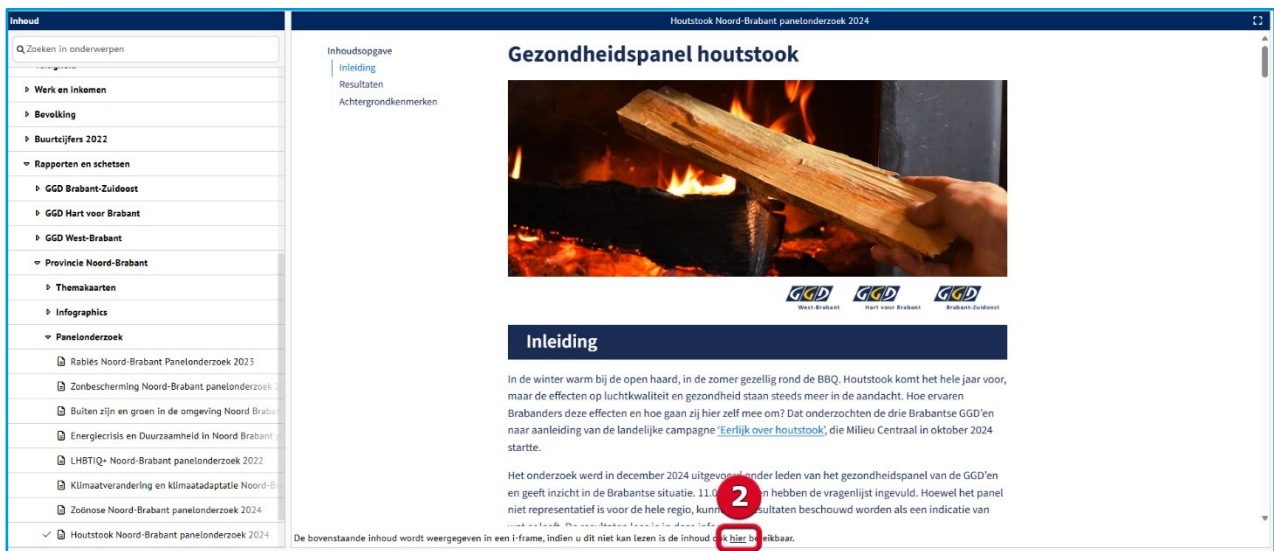 Inhoud
Zoeken in onderwerpen
Werk en inkomen
Bevolking
Buurtcijfers 2022
Rapporten en schetsen
GGD Brabant-Zuidoost
GGD Hart voor Brabant
GGD West-Brabant
Provincie Noord-Brabant
Themakaarten
Infographics
Panelonderzoek
Rabiës Noord-Brabant Panelonderzoek 2023
Zonbescherming Noord-Brabant panelonderzoek
Buiten zijn en groen in de omgeving Noord
Energiecrisis en Duurzaamheid in Noord Brabant
LHBTIQ+ Noord-Brabant panelonderzoek 2022
Klimaatverandering en klimaatadaptatie
Zoönose Noord-Brabant panelonderzoek 2024
Houtstook Noord-Brabant panelonderzoek 2024
Houtstook Noord-Brabant panelonderzoek 2024
Inhoudsopgave
Inleiding
Resultaten
Achtergrondkenmerken
Gezondheidspanel houtstook
GGD GGD GGD
West-Brabant Hart voor Brabant Brabant-Zuidoost
Inleiding
In de winter warm bij de open haard, in de zomer gezellig rond de BBQ. Houtstook komt het hele jaar voor,
maar de effecten op luchtkwaliteit en gezondheid staan steeds meer in de aandacht. Hoe ervaren
Brabanders deze effecten en hoe gaan zij hier zelf mee om? Dat onderzochten de drie Brabantse GGD'en
naar aanleiding van de landelijke campagne 'Eerlijk over houtstook', die Milieu Centraal in oktober 2024
startte.
Het onderzoek werd in december 2024 onder leden van het gezondheidspanel van de GGD'en
en geeft inzicht in de Brabantse situatie. hebben de vragenlijst ingevuld. Hoewel het panel
niet representatief is voor de hele regio, beschouwd worden als een indicatie van
2
De bovenstaande inhoud wordt weergegeven in een i-frame, indien u dit niet kan lezen is de inhoud hier